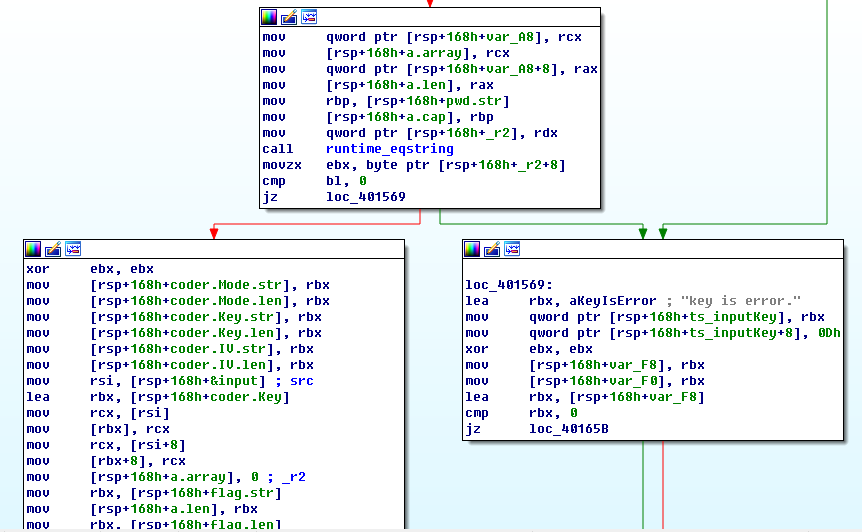 mov qword ptr [rsp+168h+var_A8], rcx
mov [rsp+168h+a.array], rcx
mov qword ptr [rsp+168h+var_A8+8], rax
mov [rsp+168h+a.len], rax
mov rbp, [rsp+168h+pwd.str]
mov [rsp+168h+a.cap], rbp
mov qword ptr [rsp+168h+_r2], rdx
call runtime_eqstring
movzx ebx, byte ptr [rsp+168h+_r2+8]
cmp bl, 0
jz loc_401569
xor ebx, ebx
mov [rsp+168h+coder.Mode.str], rbx
mov [rsp+168h+coder.Mode.len], rbx
mov [rsp+168h+coder.Key.str], rbx
mov [rsp+168h+coder.Key.len], rbx
mov [rsp+168h+coder.IV.str], rbx
mov [rsp+168h+coder.IV.len], rbx
mov rsi, [rsp+168h+&input] ; src
lea rbx, [rsp+168h+coder.Key]
mov rcx, [rsi]
mov [rbx], rcx
mov rcx, [rsi+8]
mov [rbx+8], rcx
mov [rsp+168h+a.array], 0 ; _r2
mov rbx, [rsp+168h+flag.str]
mov [rsp+168h+a.len], rbx
mov rbx, [rsp+168h+flag.len]
loc_401569:
lea rbx, aKeyIsError ; "key is error."
mov qword ptr [rsp+168h+ts_inputKey], rbx
mov qword ptr [rsp+168h+ts_inputKey+8], 0Dh
xor ebx, ebx
mov [rsp+168h+var_F8], rbx
mov [rsp+168h+var_F0], rbx
lea rbx, [rsp+168h+var_F8]
cmp rbx, 0
jz loc_40165B